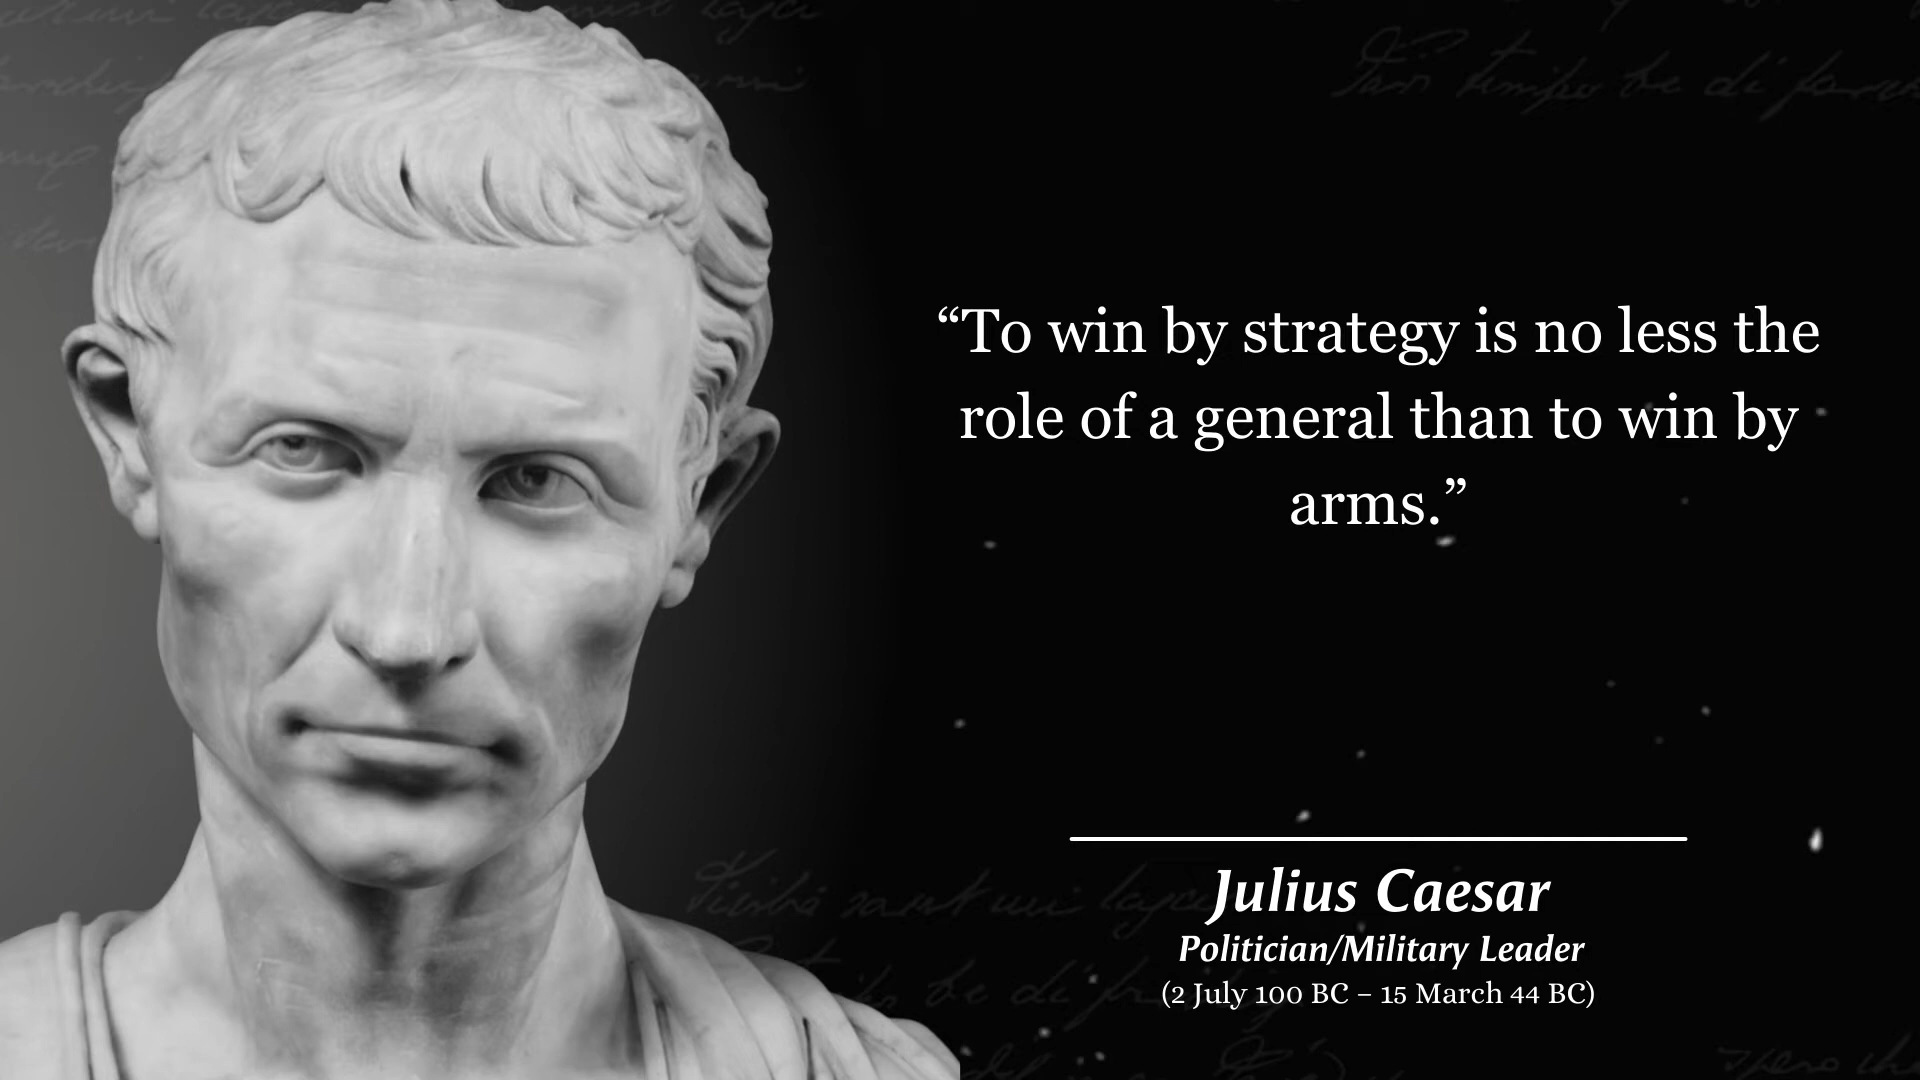 “To win by strategy is no less the
role of a general than to win by
arms.”
Julius Caesar
Politician/Military Leader
(2 July 100 BC – 15 March 44 BC)